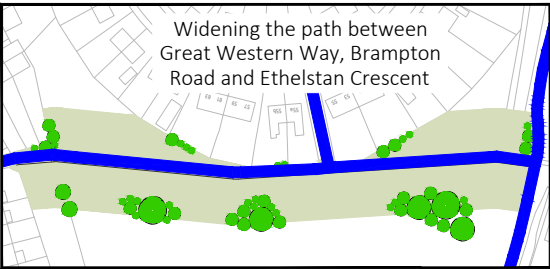 Widening the path between
Great Western Way, Brampton
Road and Ethelstan Crescent